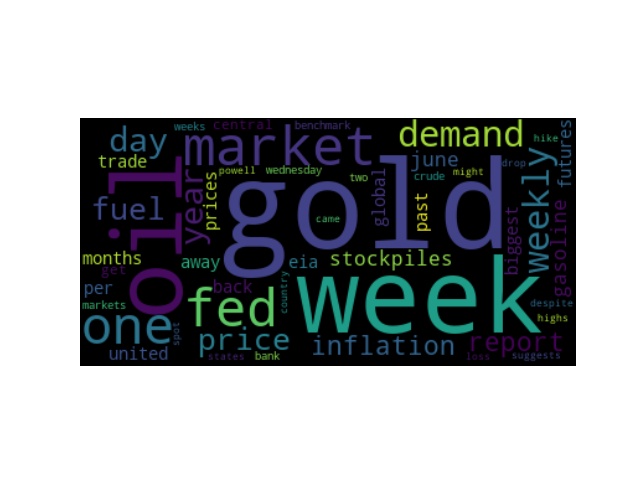 weeks central benchmark
day market demand hike
trade oil year prices powell wednesday two june crude might drop futures
fuel gold came global past weekly
months away eia stockpiles biggest gasoline
get per back country week
markets fed despite
one price inflation report highs
united spot states bank loss suggests